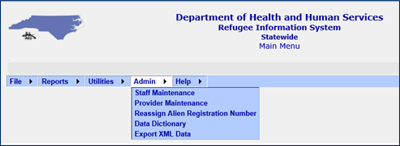 Department of Health and Human Services
Refugee Information System
Statewide
Main Menu
File Reports Utilities Admin Help
Staff Maintenance
Provider Maintenance
Reassign Alien Registration Number
Data Dictionary
Export XML Data